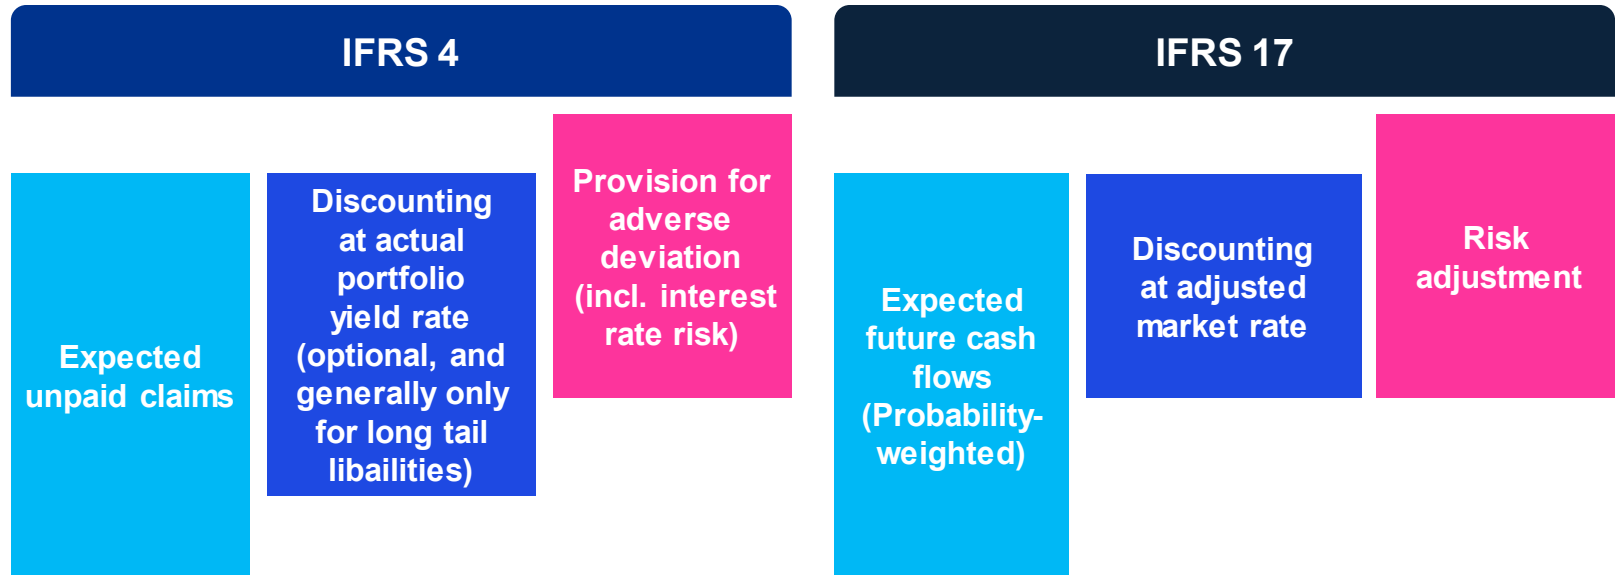 IFRS 4
Expected
unpaid claims
Discounting
at actual
portfolio
yield rate
(optional, and
generally only
for long tail
libailities)
Provision for
adverse
deviation
(incl. interest
rate risk)
IFRS 17
Expected
future cash
flows
(Probability-
weighted)
Discounting
at adjusted
market rate
Risk
adjustment